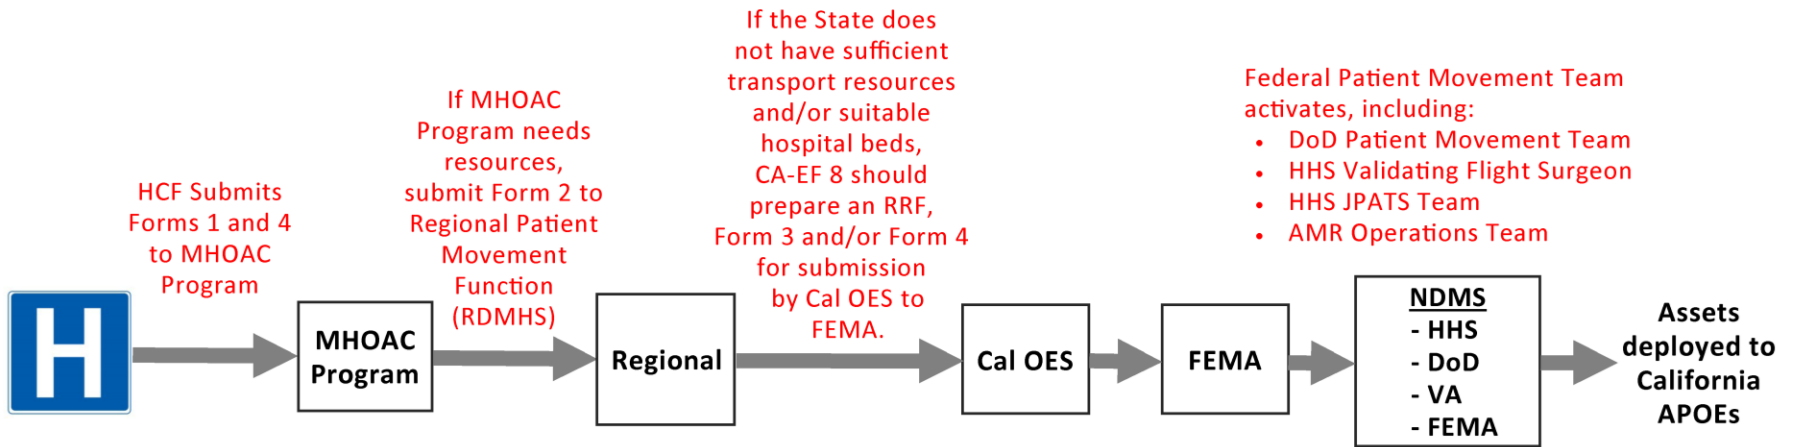 HCF Submits
Forms 1 and 4
to MHOAC
Program
H
If MHOAC
Program needs
resources,
submit Form 2 to
Regional Patient
Movement
Function
(RDMHS)
MHOAC
Program
If the State does
not have sufficient
transport resources
and/or suitable
hospital beds,
CA-EF 8 should
prepare an RRF,
Form 3 and/or Form 4
for submission
by Cal OES to
FEMA.
Regional
Cal OES
FEMA
Federal Patient Movement Team
activates, including:
• DoD Patient Movement Team
• HHS Validating Flight Surgeon
• HHS JPATS Team
• AMR Operations Team
NDMS
- HHS
- DoD
- VA
- FEMA
Assets
deployed to
California
APOEs